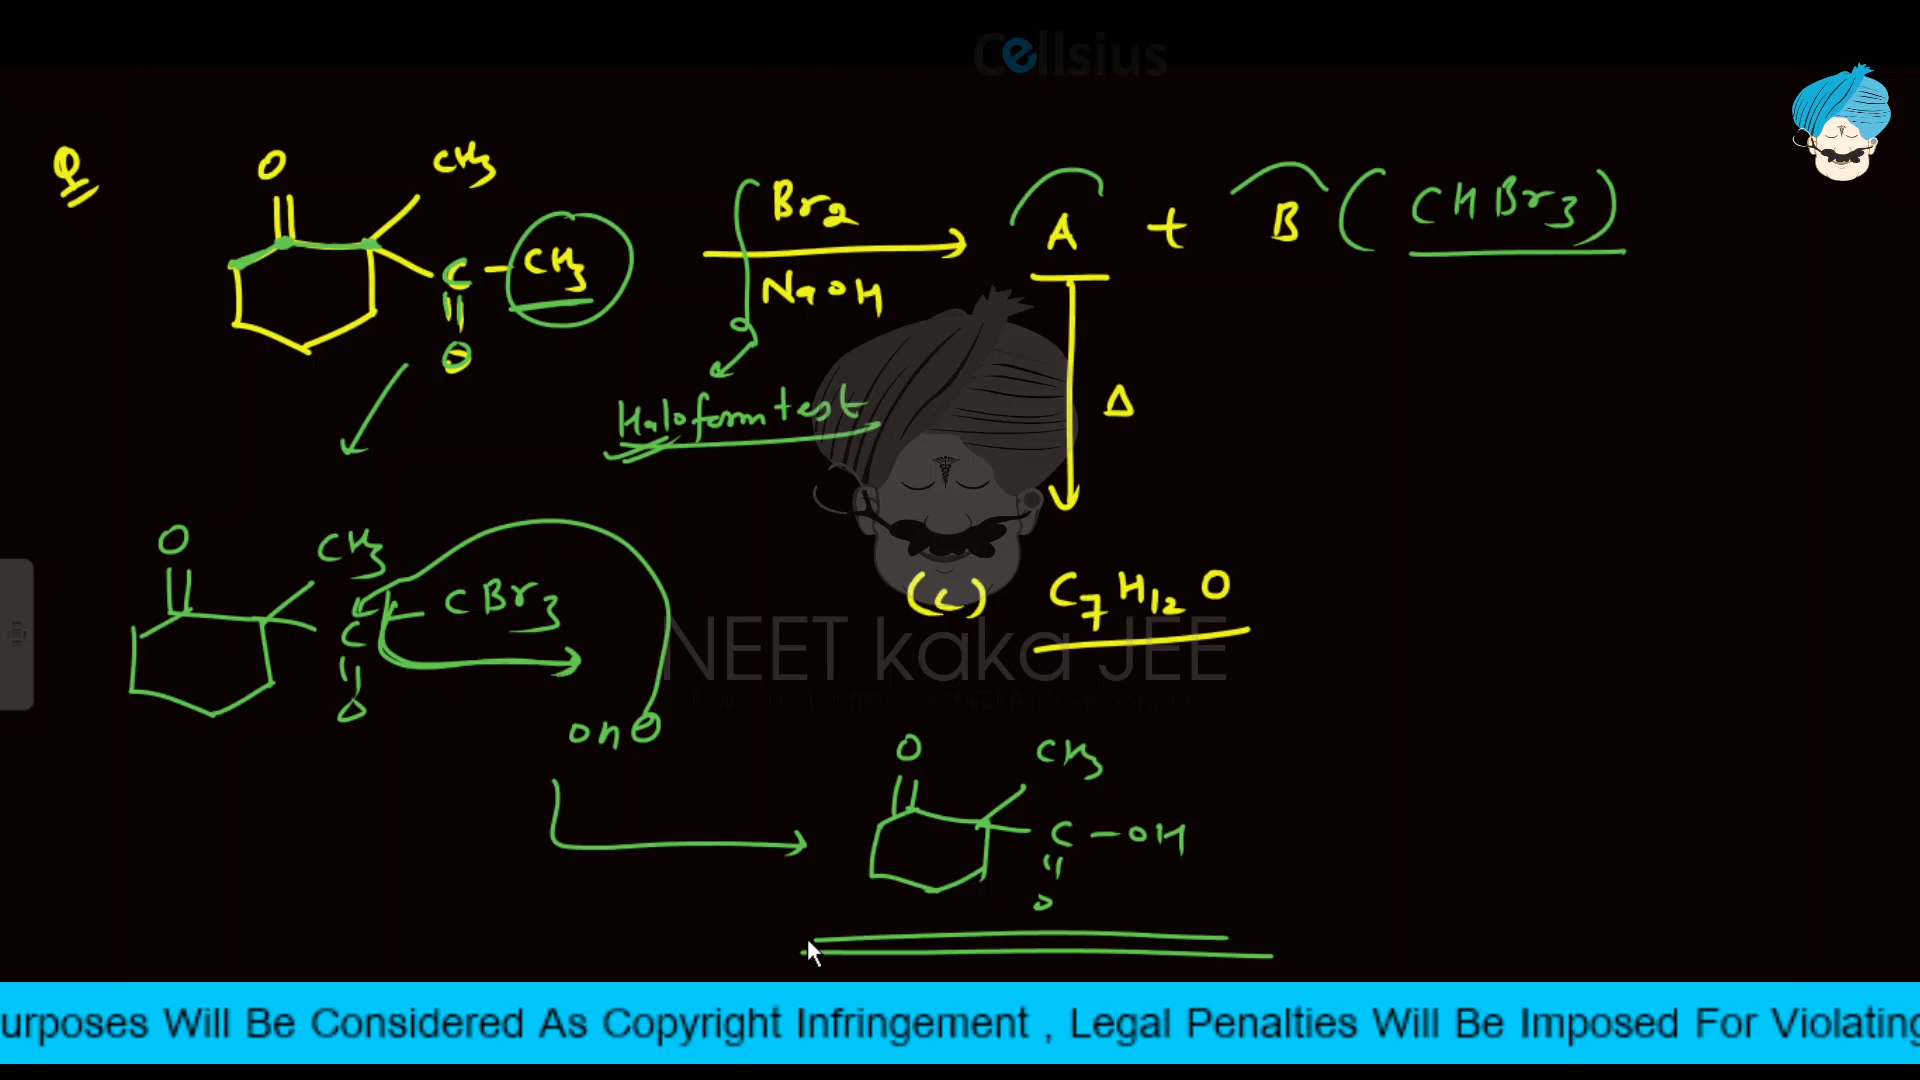 Cellsius
Q
O CH3
C - CH3
O
Br2
NaOH
A + B ( CHBr3 )
Haloform test
Δ
(C) C7H12O
O CH3
C - CBr3
O
OH⊖
O CH3
C - OH
O
NEET kaka JEE
urposes Will Be Considered As Copyright Infringement , Legal Penalties Will Be Imposed For Violating